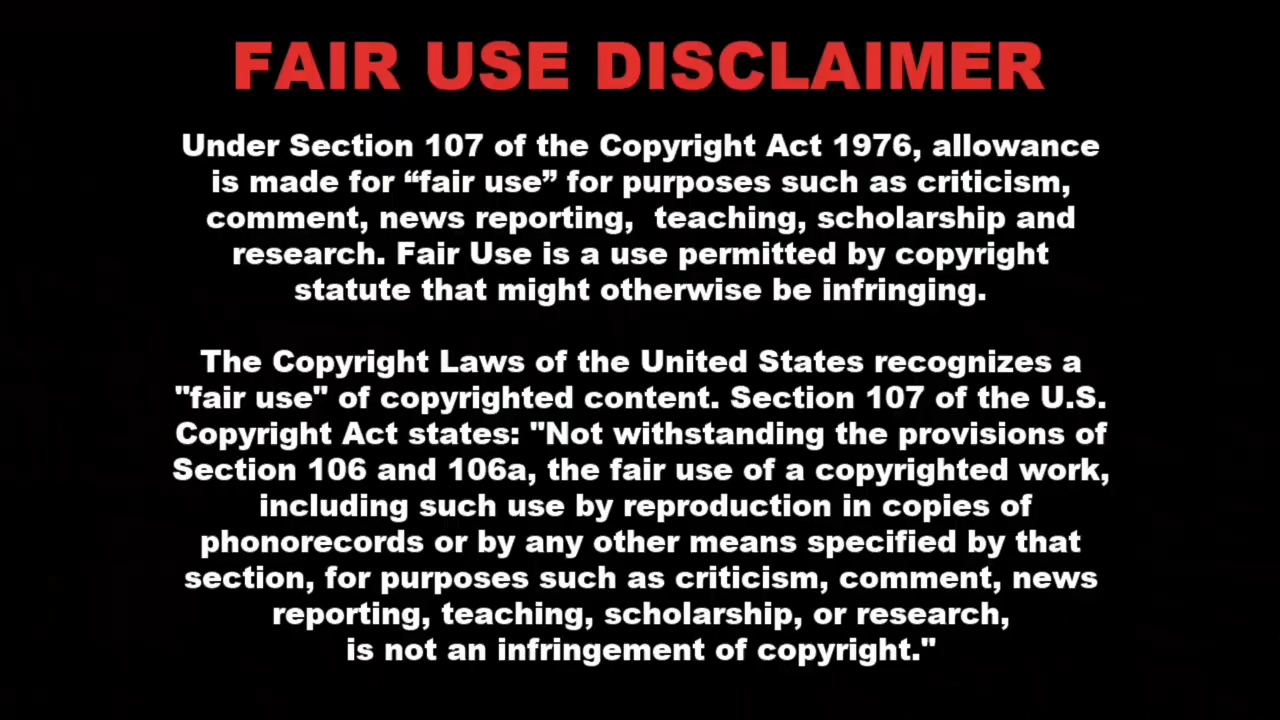 FAIR USE DISCLAIMER
Under Section 107 of the Copyright Act 1976, allowance
is made for “fair use” for purposes such as criticism,
comment, news reporting,  teaching, scholarship and
research. Fair Use is a use permitted by copyright
statute that might otherwise be infringing.
The Copyright Laws of the United States recognizes a
"fair use" of copyrighted content. Section 107 of the U.S.
Copyright Act states: "Not withstanding the provisions of
Section 106 and 106a, the fair use of a copyrighted work,
including such use by reproduction in copies of
phonorecords or by any other means specified by that
section, for purposes such as criticism, comment, news
reporting, teaching, scholarship, or research,
is not an infringement of copyright."